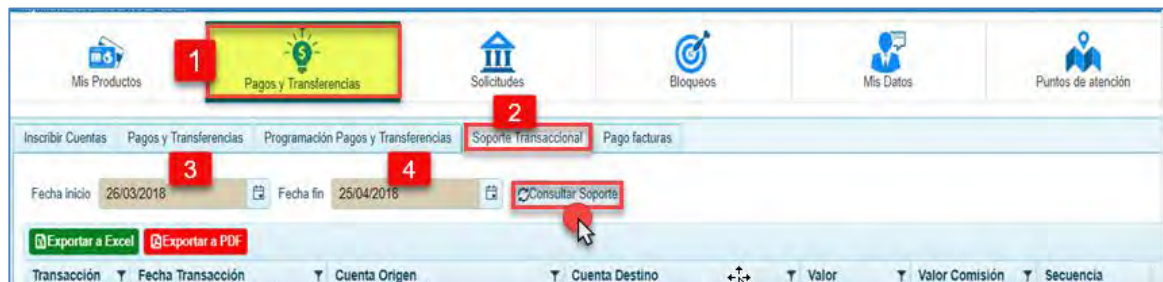 1
Mis Productos Pagos y Transferencias Solicitudes Bloqueos Mis Datos Puntos de atención
2
Inscribir Cuentas Pagos y Transferencias Programación Pagos y Transferencias Soporte Transaccional Pago facturas
3 4
Fecha inicio 26/03/2018 Fecha fin 25/04/2018 Consultar Soporte
Exportar a Excel Exportar a PDF
Transacción Fecha Transacción Cuenta Origen Cuenta Destino Valor Valor Comisión Secuencia